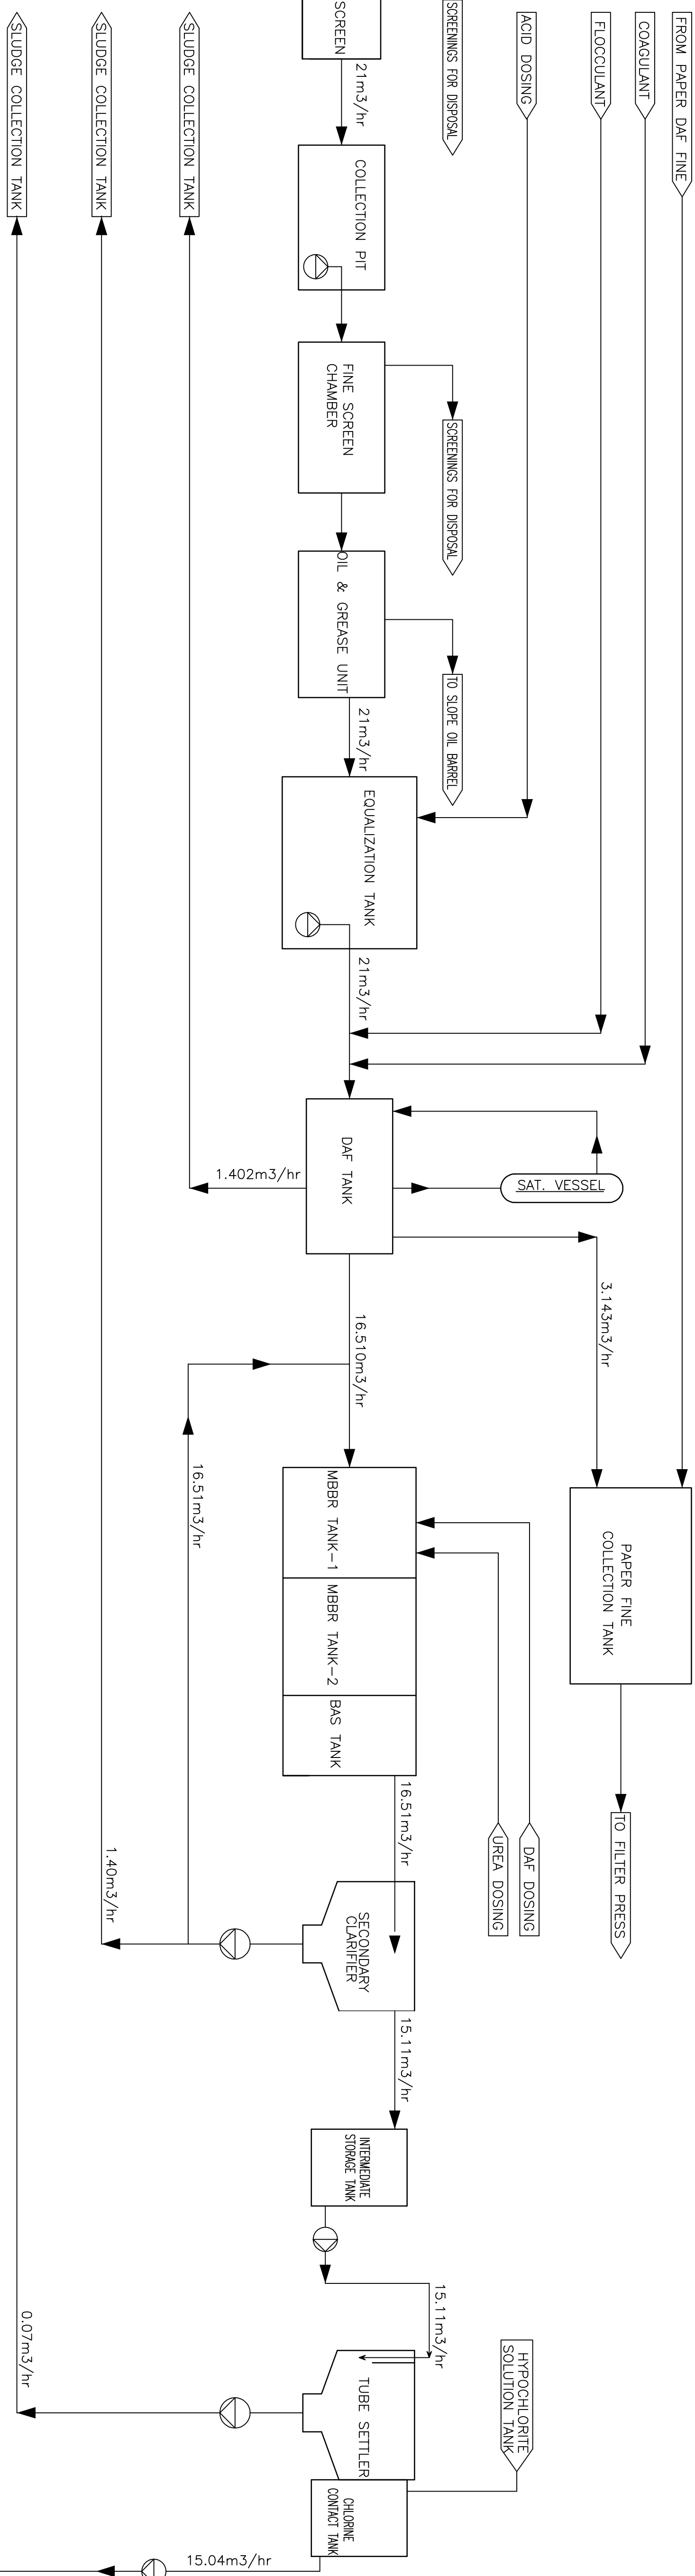 FROM PAPER DAF FINE
COAGULANT
FLOCCULANT
ACID DOSING
SCREENINGS FOR DISPOSAL
SCREEN
21m3/hr
COLLECTION PIT
FINE SCREEN
CHAMBER
SCREENINGS FOR DISPOSAL
OIL & GREASE UNIT
TO SLOPE OIL BARREL
21m3/hr
EQUALIZATION TANK
21m3/hr
DAF TANK
SAT. VESSEL
1.402m3/hr
SLUDGE COLLECTION TANK
SLUDGE COLLECTION TANK
SLUDGE COLLECTION TANK
3.143m3/hr
PAPER FINE
COLLECTION TANK
TO FILTER PRESS
16.510m3/hr
16.51m3/hr
MBBR TANK-1
MBBR TANK-2
BAS TANK
DAF DOSING
UREA DOSING
16.51m3/hr
SECONDARY
CLARIFIER
1.40m3/hr
15.11m3/hr
INTERMEDIATE
STORAGE TANK
15.11m3/hr
TUBE SETTLER
0.07m3/hr
HYPOCHLORITE
SOLUTION TANK
CHLORINE
CONTACT TANK
15.04m3/hr